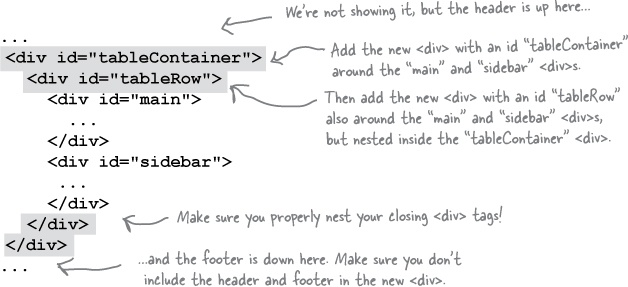 We're not showing it, but the header is up here...
...
<div id="tableContainer">
Add the new <div> with an id "tableContainer"
around the "main" and "sidebar" <div>s.
<div id="tableRow">
<div id="main">
Then add the new <div> with an id "tableRow"
also around the "main" and "sidebar" <div>s,
but nested inside the "tableContainer" <div>.
...
</div>
<div id="sidebar">
...
</div>
</div>
Make sure you properly nest your closing <div> tags!
</div>
...
...and the footer is down here. Make sure you don't
include the header and footer in the new <div>.